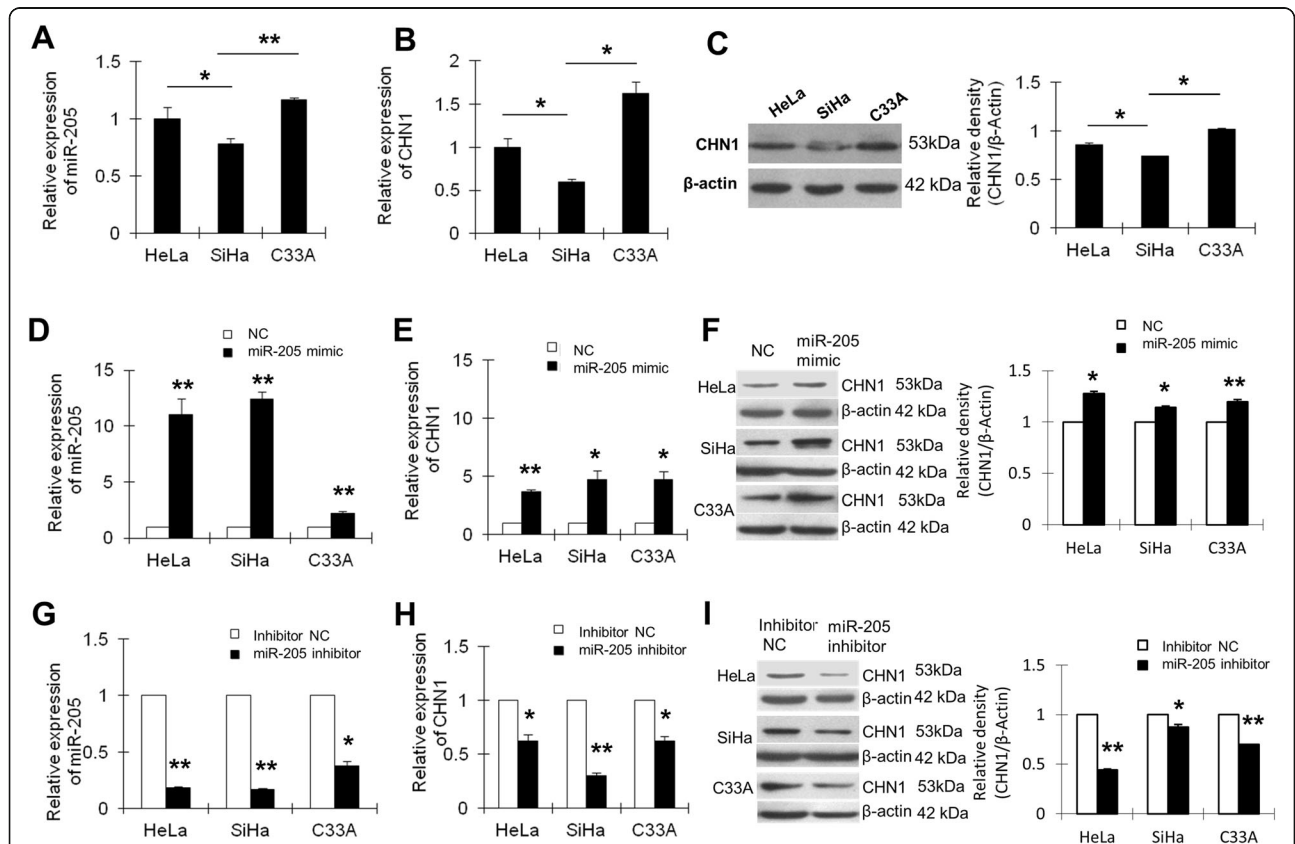 A
Relative expression
of miR-205
1.5
1
0.5
0
*
**
HeLa SiHa C33A
B
Relative expression
of CHN1
2
1.5
1
0.5
0
*
*
HeLa SiHa C33A
C
HeLa SiHa C33A
CHN1 53kDa
β-actin 42 kDa
Relative density
(CHN1/β-Actin)
1.5
1
0.5
0
*
*
HeLa SiHa C33A
D
NC
miR-205 mimic
Relative expression
of miR-205
15
10
5
0
** ** **
HeLa SiHa C33A
E
NC
miR-205 mimic
Relative expression
of CHN1
15
10
5
0
** * *
HeLa SiHa C33A
F
NC miR-205
mimic
HeLa CHN1 53kDa
β-actin 42 kDa
SiHa CHN1 53kDa
β-actin 42 kDa
C33A CHN1 53kDa
β-actin 42 kDa
NC
miR-205 mimic
Relative density
(CHN1/β-Actin)
1.5
1
0.5
0
* * **
HeLa SiHa C33A
G
Inhibitor NC
miR-205 inhibitor
Relative expression
of miR-205
1.5
1
0.5
0
** ** *
HeLa SiHa C33A
H
Inhibitor NC
miR-205 inhibitor
Relative expression
of CHN1
1.5
1
0.5
0
* ** *
HeLa SiHa C33A
I
Inhibitor miR-205
NC inhibitor
HeLa CHN1 53kDa
β-actin 42 kDa
SiHa CHN1 53kDa
β-actin 42 kDa
C33A CHN1 53kDa
β-actin 42 kDa
Inhibitor NC
miR-205 inhibitor
Relative density
(CHN1/β-Actin)
1.5
1
0.5
0
** * **
HeLa SiHa C33A